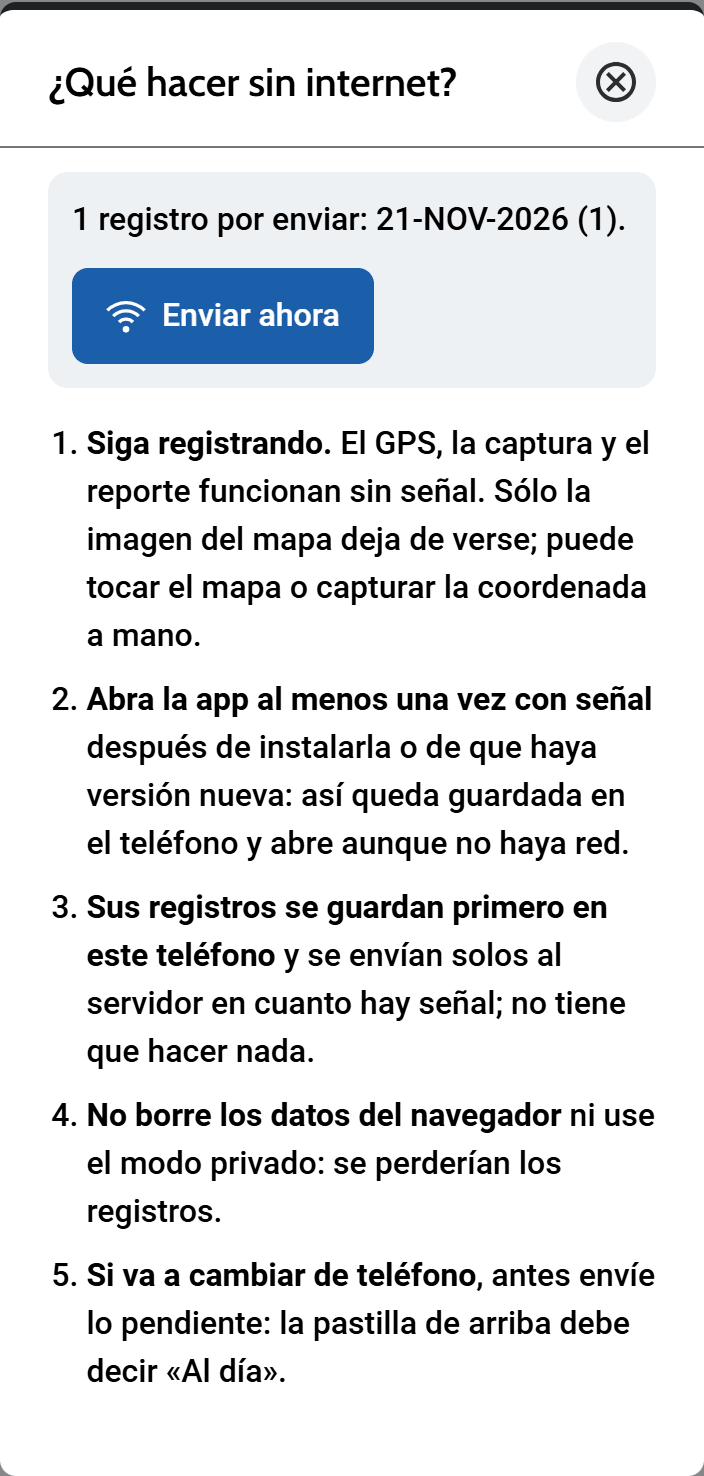 ¿Qué hacer sin internet?
1 registro por enviar: 21-NOV-2026 (1).
Enviar ahora
1. Siga registrando. El GPS, la captura y el
reporte funcionan sin señal. Sólo la
imagen del mapa deja de verse; puede
tocar el mapa o capturar la coordenada
a mano.
2. Abra la app al menos una vez con señal
después de instalarla o de que haya
versión nueva: así queda guardada en
el teléfono y abre aunque no haya red.
3. Sus registros se guardan primero en
este teléfono y se envían solos al
servidor en cuanto hay señal; no tiene
que hacer nada.
4. No borre los datos del navegador ni use
el modo privado: se perderían los
registros.
5. Si va a cambiar de teléfono, antes envíe
lo pendiente: la pastilla de arriba debe
decir «Al día».